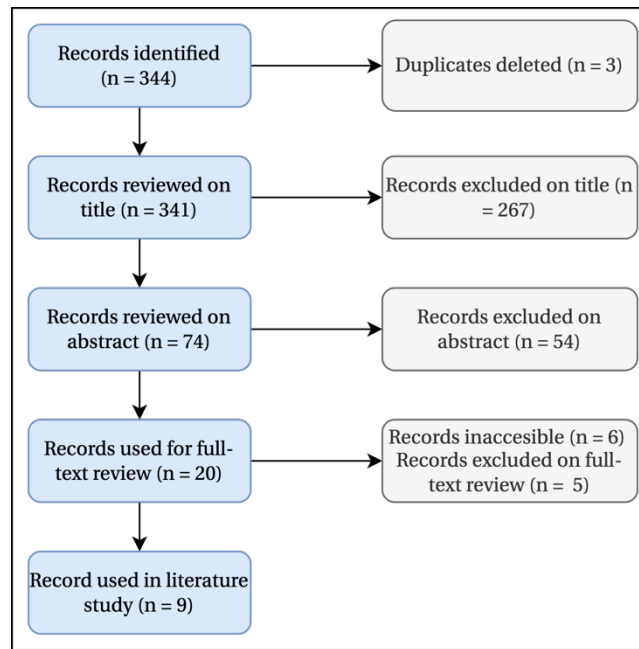 Records identified
(n = 344)
Duplicates deleted (n = 3)
Records reviewed on
title (n = 341)
Records excluded on title (n
= 267)
Records reviewed on
abstract (n = 74)
Records excluded on
abstract (n = 54)
Records used for full-
text review (n = 20)
Records inaccesible (n = 6)
Records excluded on full-
text review (n =  5)
Record used in literature
study (n = 9)